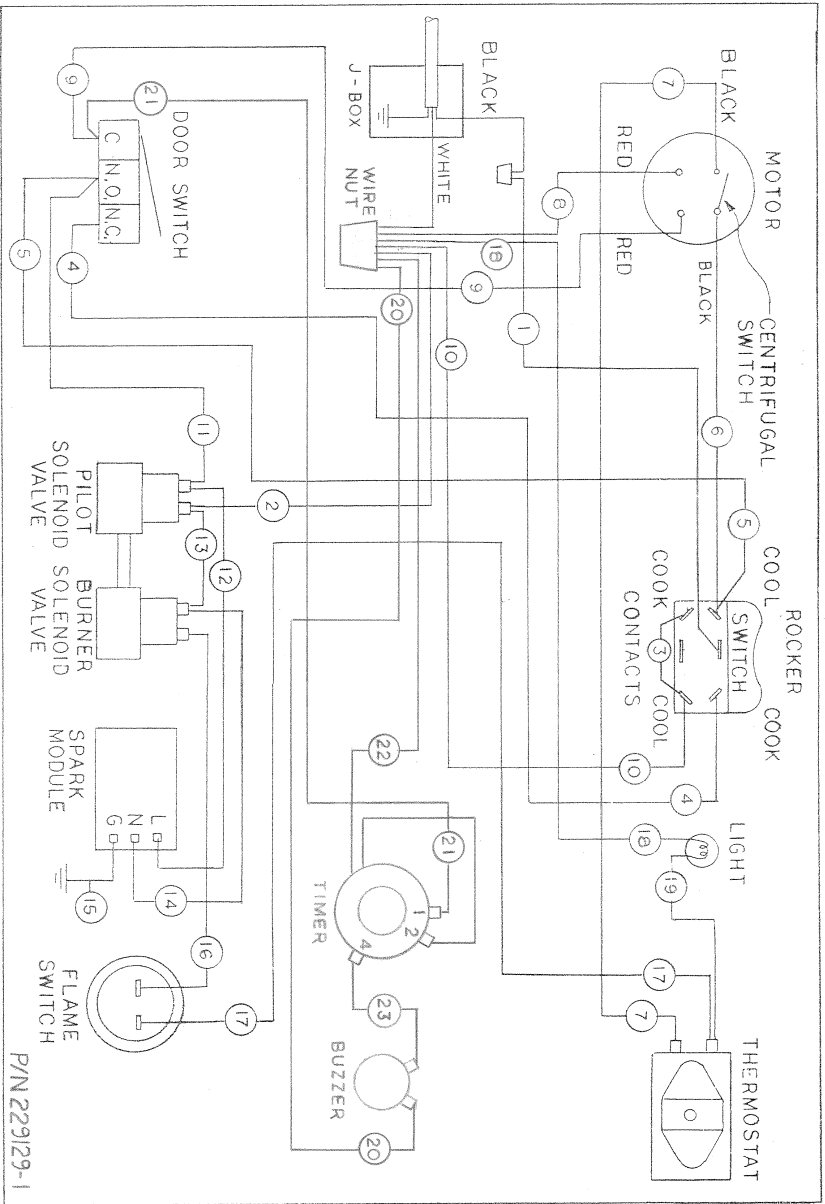 MOTOR
CENTRIFUGAL
SWITCH
BLACK
RED
RED
BLACK
7
8
9
6
1
COOL
ROCKER
COOK
SWITCH
COOK
COOL
CONTACTS
5
3
10
4
LIGHT
18
19
THERMOSTAT
17
7
BLACK
J-BOX
WHITE
WIRE
NUT
18
20
10
22
21
TIMER
1
2
4
23
BUZZER
20
DOOR SWITCH
C
N.O.
N.C.
9
21
5
4
11
2
13
12
PILOT
SOLENOID
VALVE
BURNER
SOLENOID
VALVE
SPARK
MODULE
L
N
G
14
15
16
17
FLAME
SWITCH
P/N 229129-1